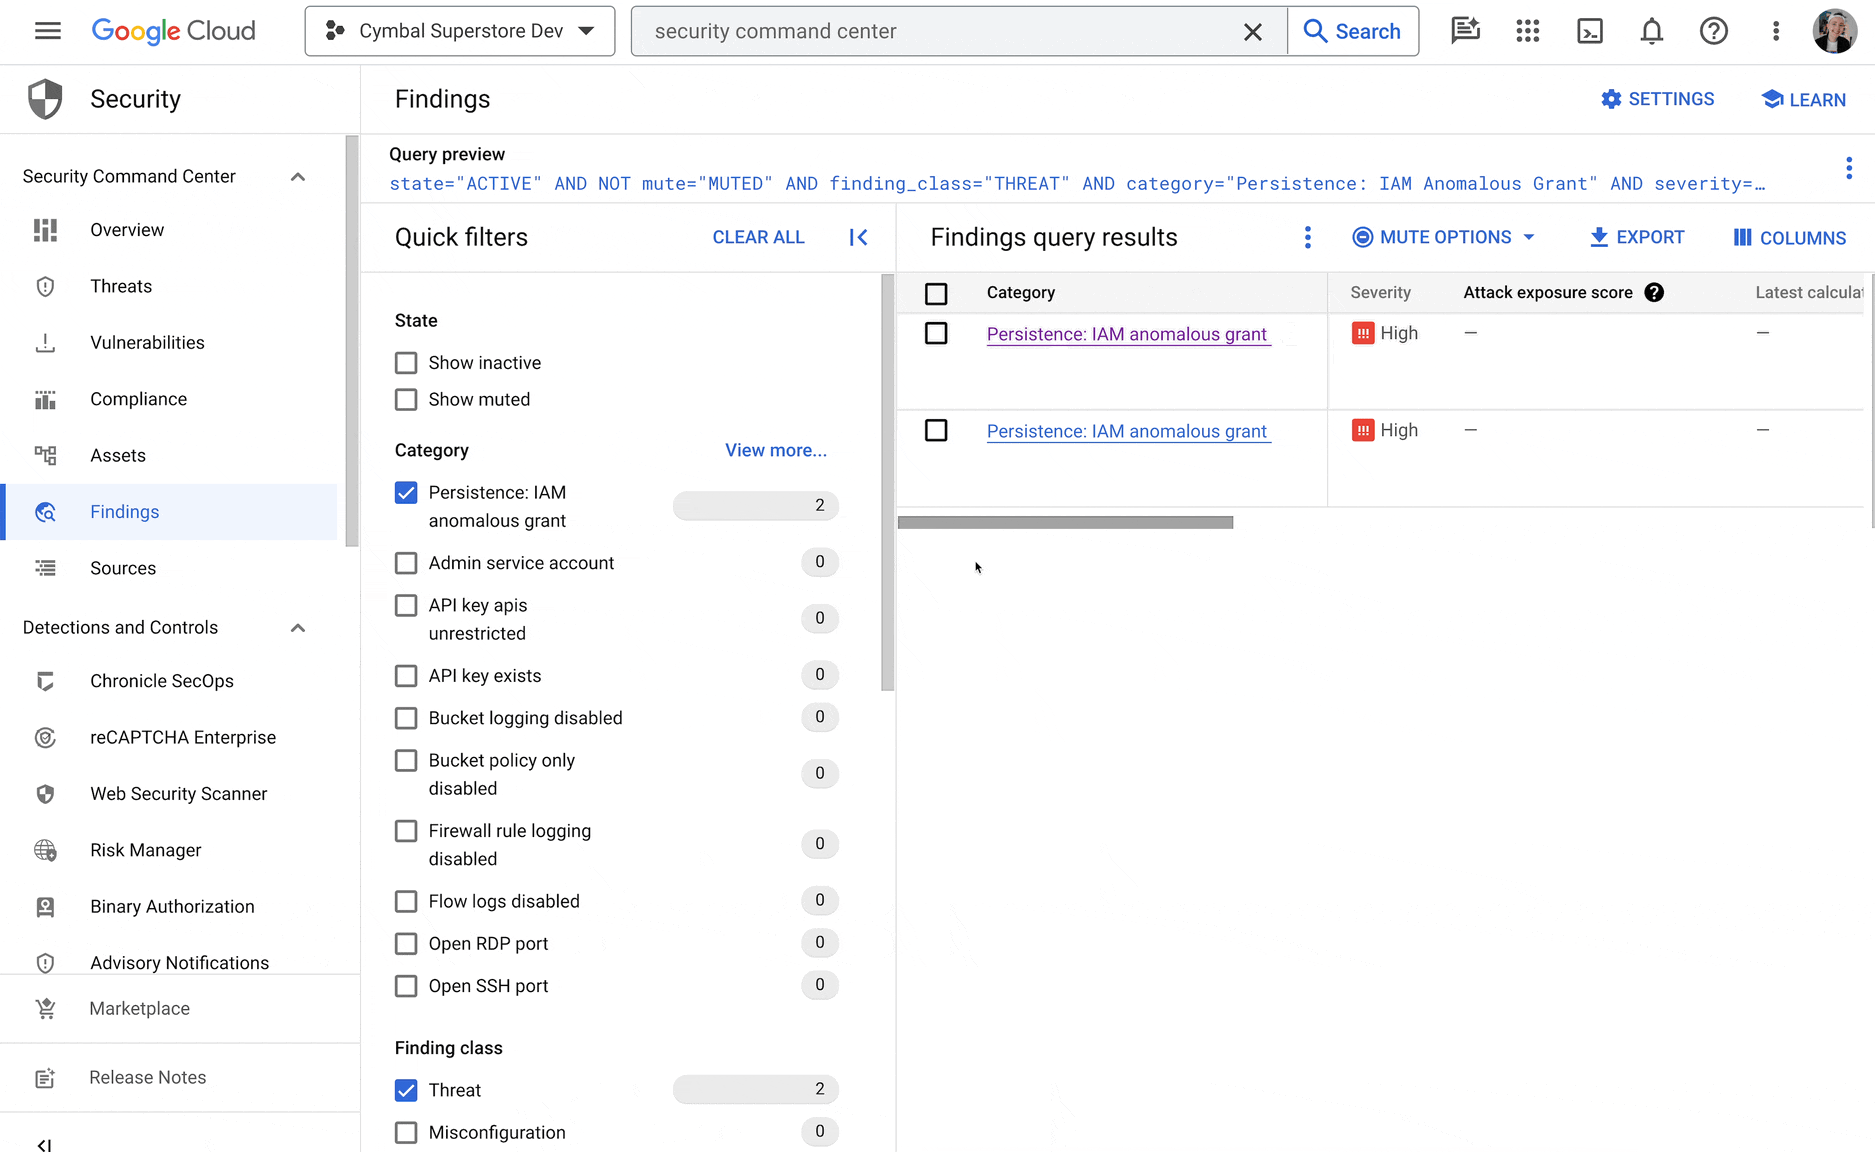 Google Cloud
Cymbal Superstore Dev
security command center
Search
Security
Findings
SETTINGS
LEARN
Security Command Center
Overview
Threats
Vulnerabilities
Compliance
Assets
Findings
Sources
Detections and Controls
Chronicle SecOps
reCAPTCHA Enterprise
Web Security Scanner
Risk Manager
Binary Authorization
Advisory Notifications
Marketplace
Release Notes
Query preview
state="ACTIVE" AND NOT mute="MUTED" AND finding_class="THREAT" AND category="Persistence: IAM Anomalous Grant" AND severity=…
Quick filters
CLEAR ALL
State
Show inactive
Show muted
Category
View more...
Persistence: IAM
anomalous grant
2
Admin service account
0
API key apis
unrestricted
0
API key exists
0
Bucket logging disabled
0
Bucket policy only
disabled
0
Firewall rule logging
disabled
0
Flow logs disabled
0
Open RDP port
0
Open SSH port
0
Finding class
Threat
2
Misconfiguration
0
Findings query results
MUTE OPTIONS
EXPORT
COLUMNS
Category
Severity
Attack exposure score
Latest calculat
Persistence: IAM anomalous grant
High
—
—
Persistence: IAM anomalous grant
High
—
—